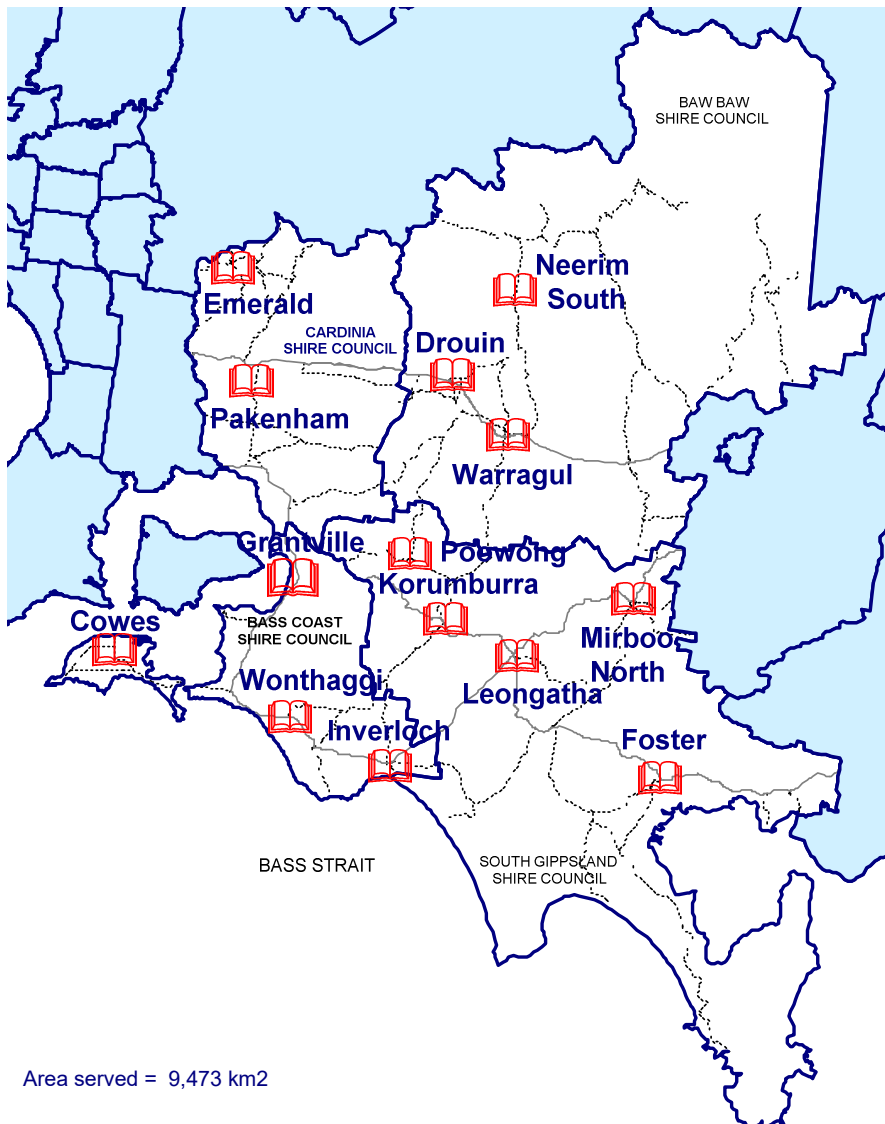 BAW BAW
SHIRE COUNCIL
Neerim
South
Emerald
CARDINIA
SHIRE COUNCIL
Drouin
Pakenham
Warragul
Grantville
Poowong
Korumburra
Cowes
BASS COAST
SHIRE COUNCIL
Mirboo
North
Wonthaggi
Leongatha
Inverloch
Foster
BASS STRAIT
SOUTH GIPPSLAND
SHIRE COUNCIL
Area served = 9,473 km2